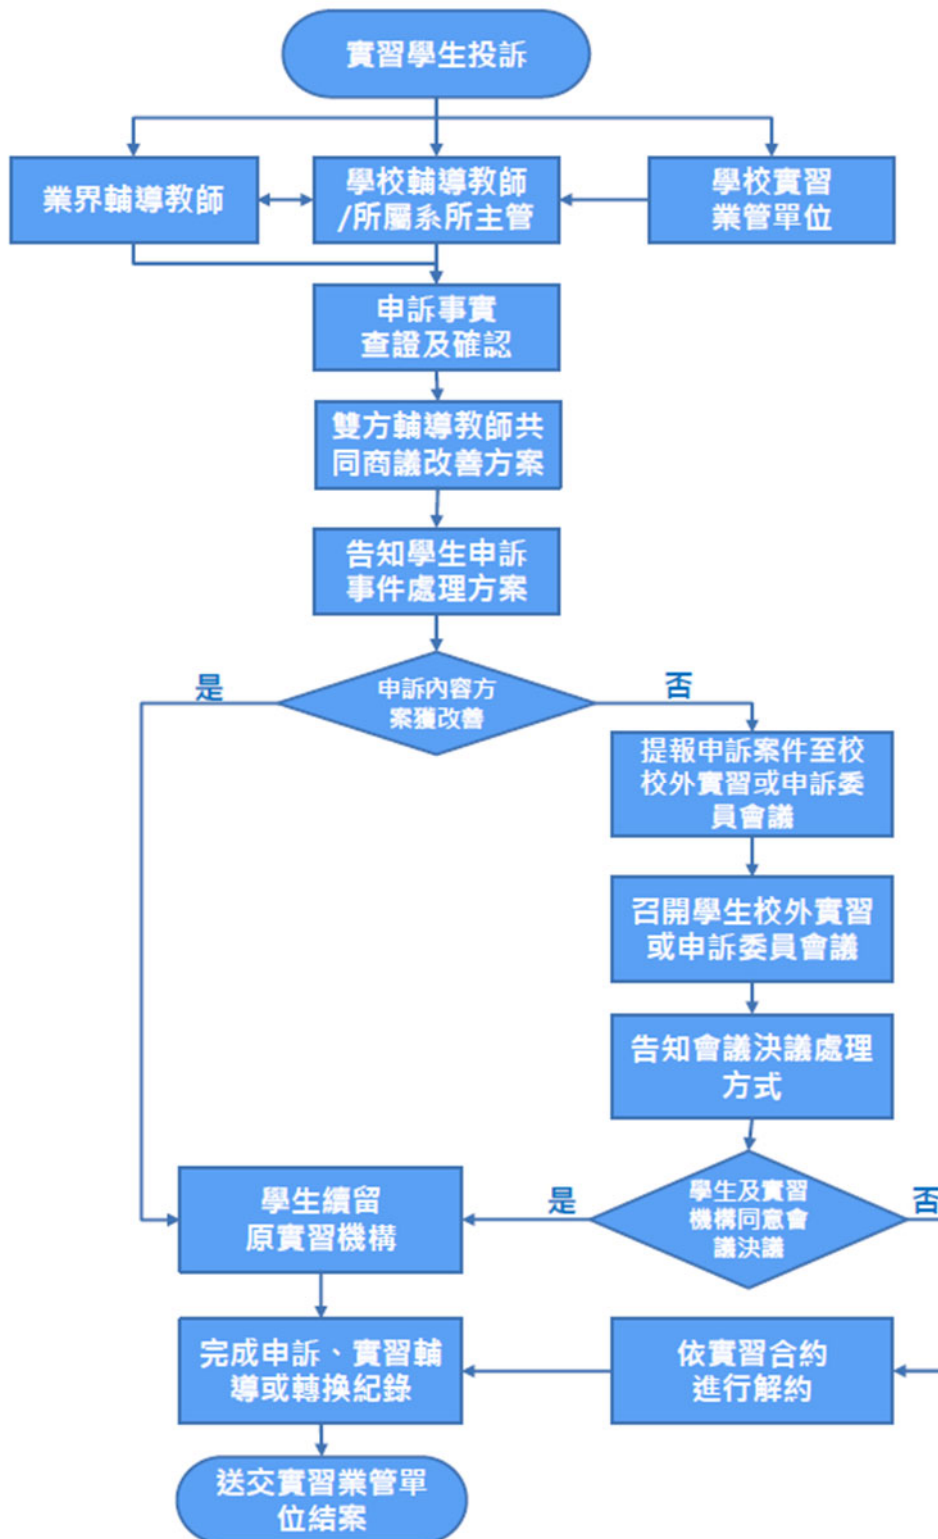 實習學生投訴
業界輔導教師
學校輔導教師
/所屬系所主管
學校實習
業管單位
申訴事實
查證及確認
雙方輔導教師共
同商議改善方案
告知學生申訴
事件處理方案
申訴內容方
案獲改善
是
否
提報申訴案件至校
校外實習或申訴委
員會議
召開學生校外實習
或申訴委員會議
告知會議決議處理
方式
學生及實習
機構同意會
議決議
是
否
學生續留
原實習機構
完成申訴、實習輔
導或轉換紀錄
依實習合約
進行解約
送交實習業管單
位結案